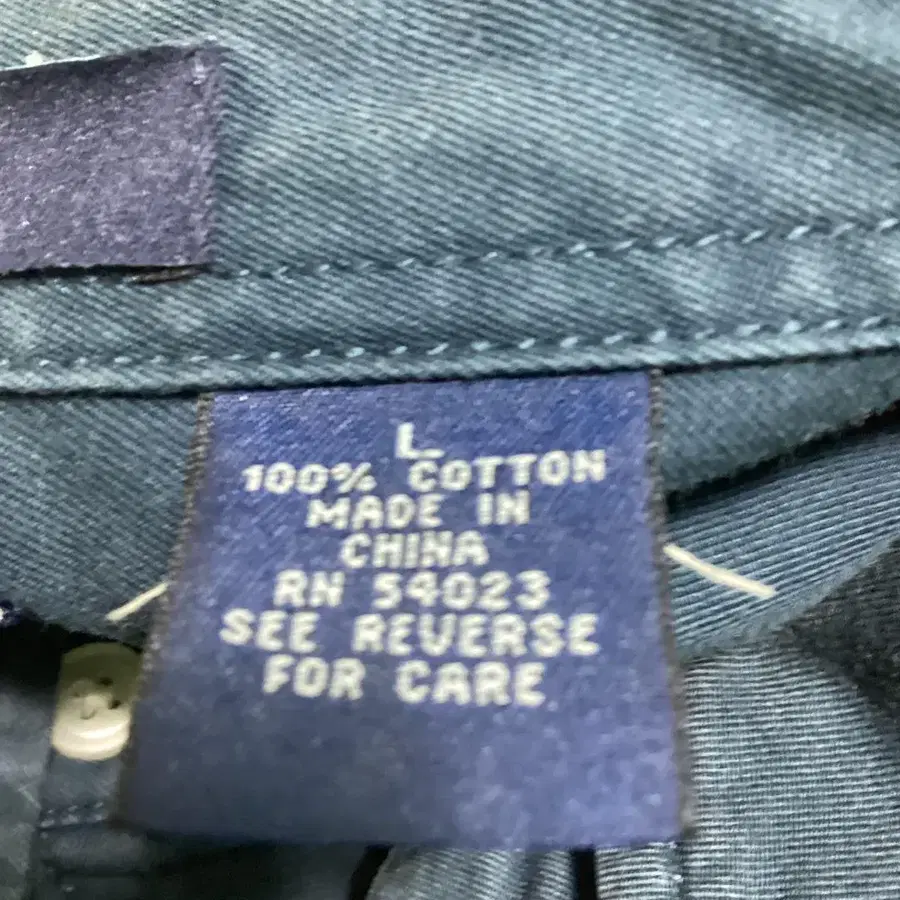 L
100% COTTON
MADE IN
CHINA
RN 54023
SEE REVERSE
FOR CARE